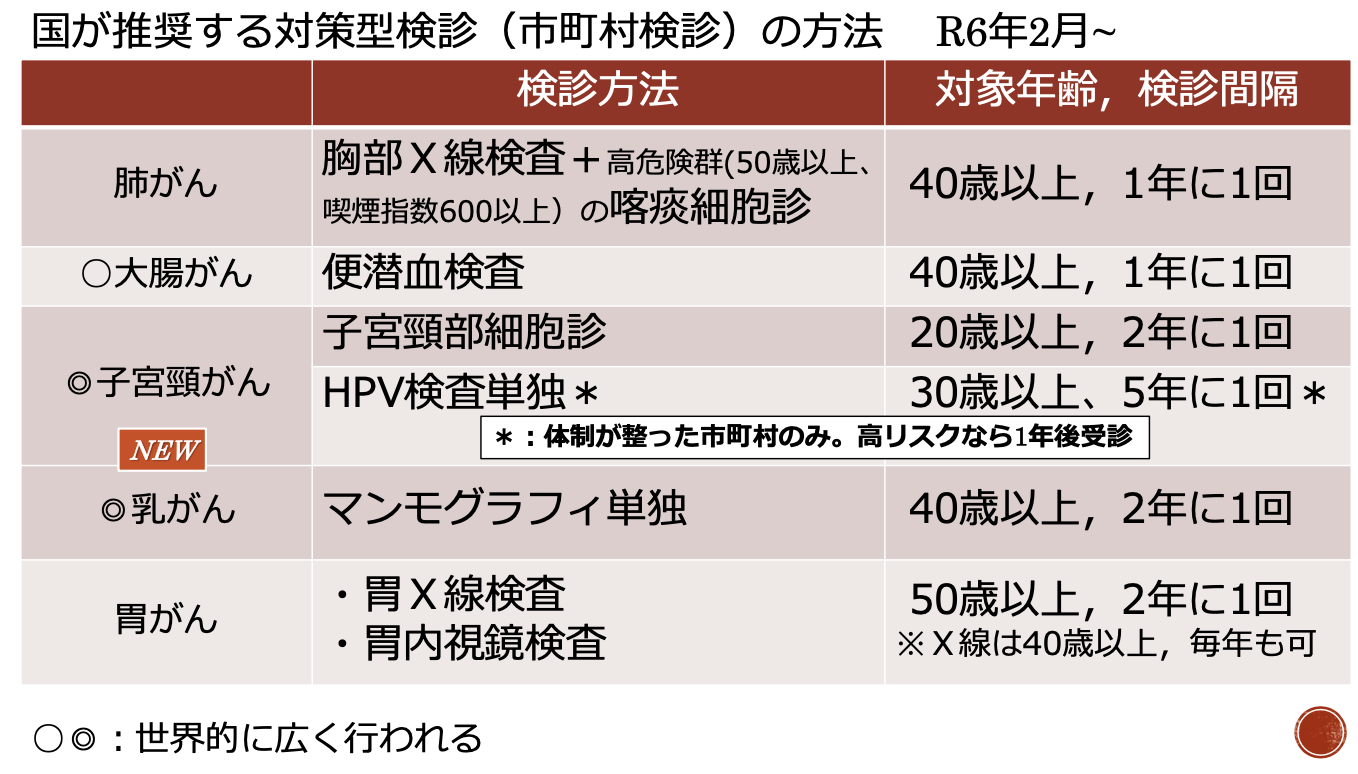 国が推奨する対策型検診（市町村検診）の方法　R6年2月~
検診方法
対象年齢，検診間隔
肺がん
胸部Ｘ線検査＋高危険群(50歳以上、
喫煙指数600以上）の喀痰細胞診
40歳以上，1年に1回
○大腸がん
便潜血検査
40歳以上，1年に1回
◎子宮頸がん
子宮頸部細胞診
20歳以上，2年に1回
HPV検査単独＊
30歳以上、5年に1回＊
＊：体制が整った市町村のみ。高リスクなら1年後受診
NEW
◎乳がん
マンモグラフィ単独
40歳以上，2年に1回
胃がん
・胃Ｘ線検査
・胃内視鏡検査
50歳以上，2年に1回
※Ｘ線は40歳以上，毎年も可
○◎：世界的に広く行われる